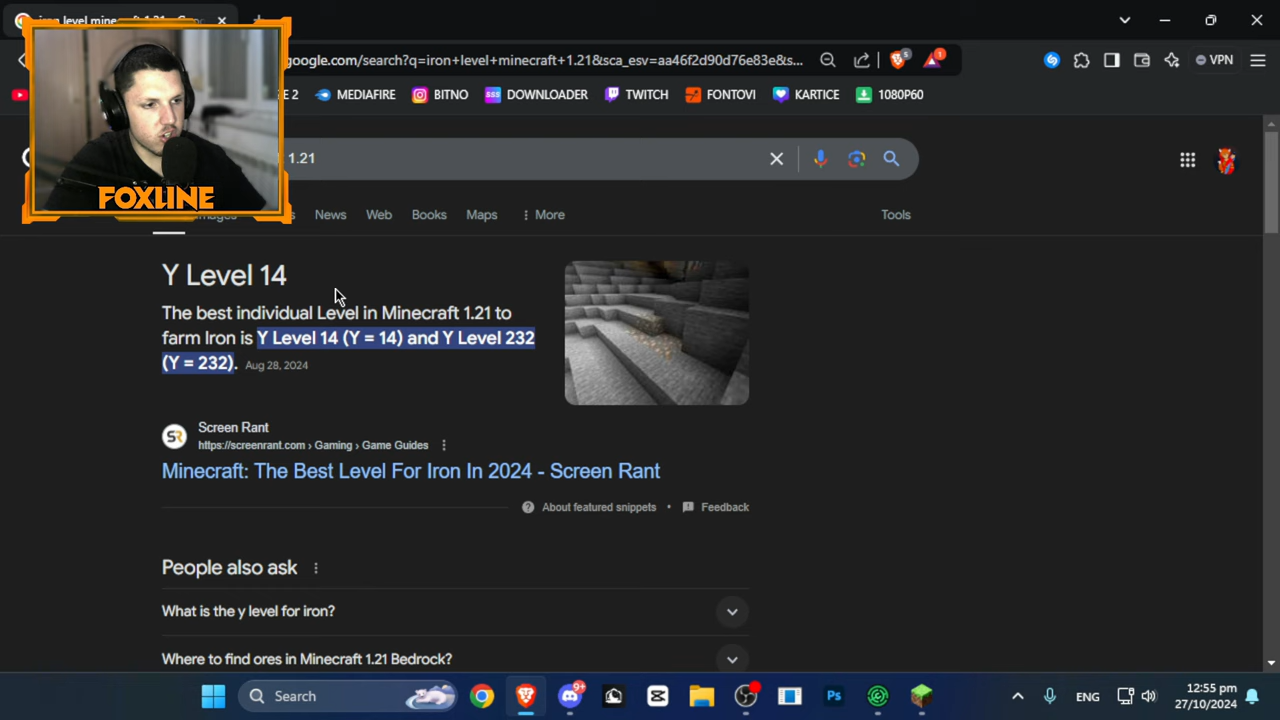 google.com/search?q=iron+level+minecraft+1.21&sca_esv=aa46f2d90d76e83e&s...
5
1
VPN
E 2
MEDIAFIRE
BITNO
sss
DOWNLOADER
TWITCH
FONTOVI
KARTICE
1080P60
FOXLINE
1.21
News
Web
Books
Maps
More
Tools
Y Level 14
The best individual Level in Minecraft 1.21 to
farm Iron is Y Level 14 (Y = 14) and Y Level 232
(Y = 232). Aug 28, 2024
Screen Rant
https://screenrant.com › Gaming › Game Guides
Minecraft: The Best Level For Iron In 2024 - Screen Rant
About featured snippets • Feedback
People also ask
What is the y level for iron?
Where to find ores in Minecraft 1.21 Bedrock?
Search
9+
Ps
ENG
12:55 pm
27/10/2024